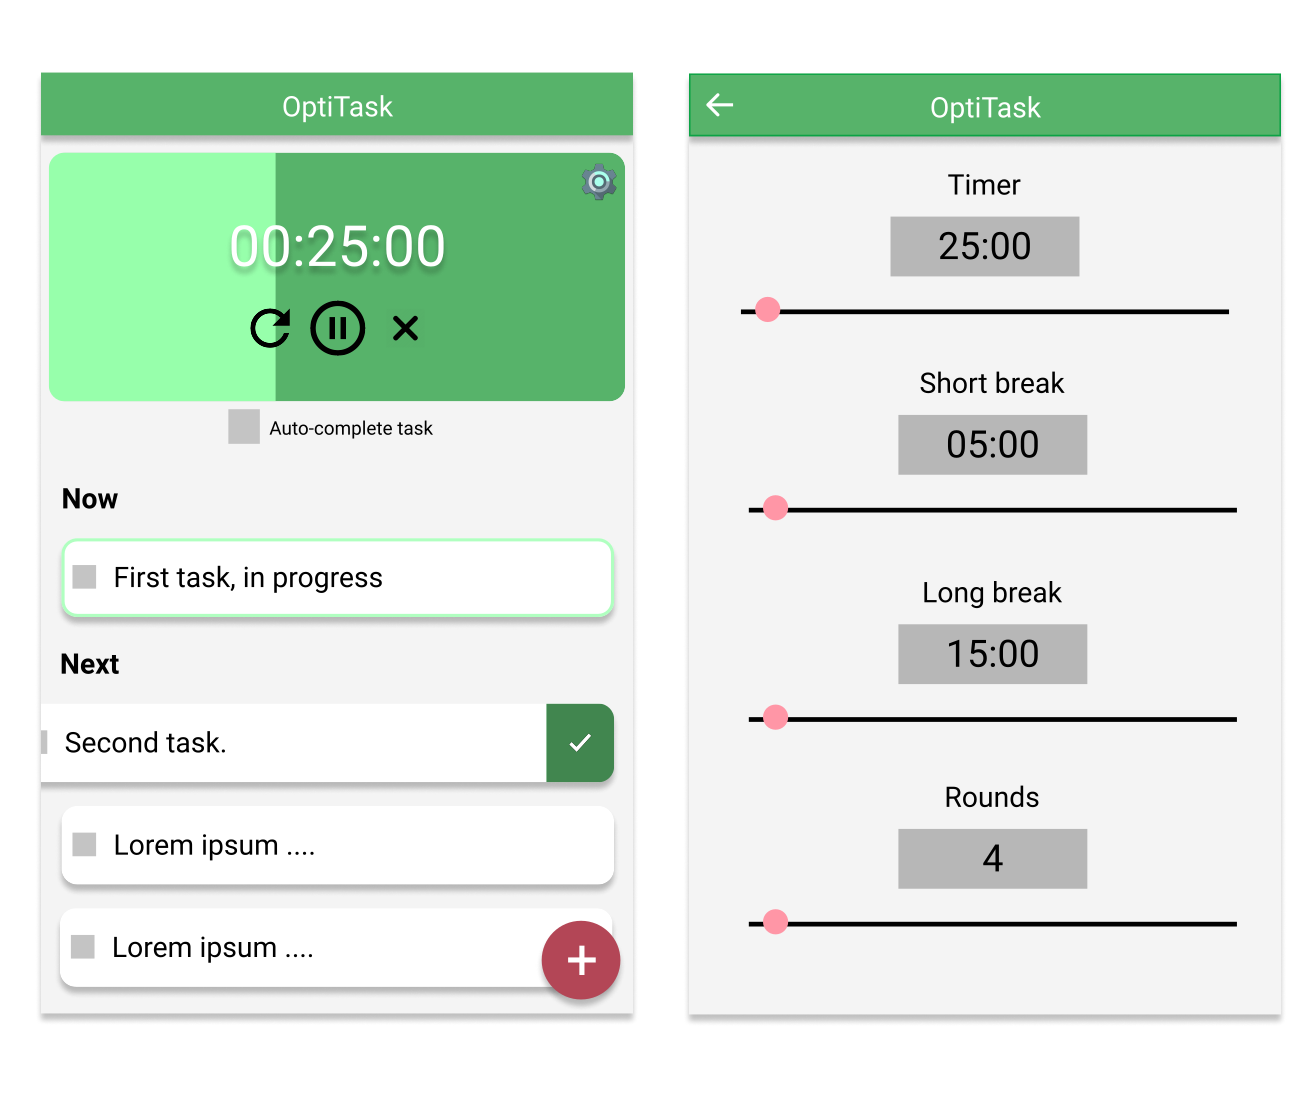 OptiTask
00:25:00
Auto-complete task
Now
First task, in progress
Next
Second task.
Lorem ipsum ....
Lorem ipsum ....
OptiTask
Timer
25:00
Short break
05:00
Long break
15:00
Rounds
4